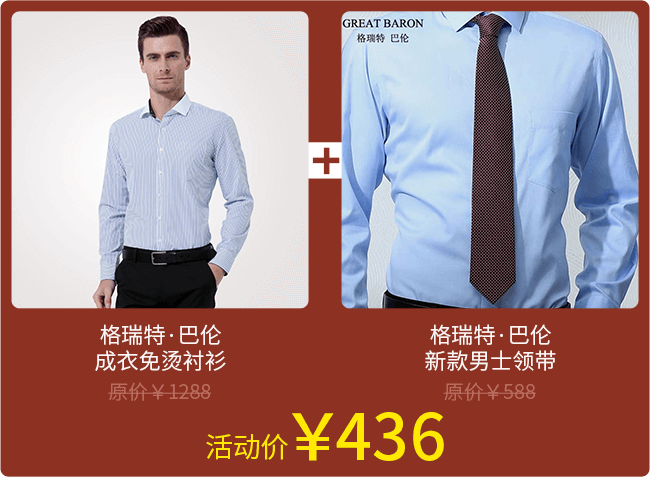 GREAT BARON
格瑞特 巴伦
+
格瑞特·巴伦
成衣免烫衬衫
原价￥1288
格瑞特·巴伦
新款男士领带
原价￥588
活动价￥436